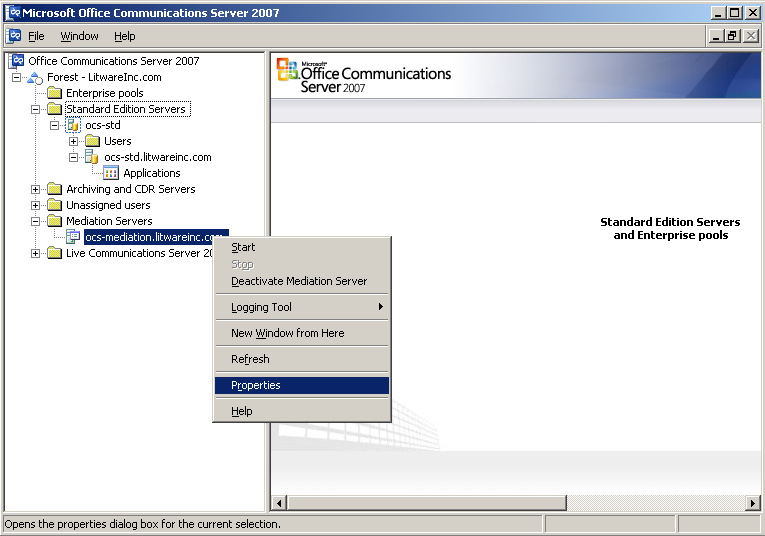 Microsoft Office Communications Server 2007
File Window Help
Office Communications Server 2007
Forest - LitwareInc.com
Enterprise pools
Standard Edition Servers
ocs-std
Users
ocs-std.litwareinc.com
Applications
Archiving and CDR Servers
Unassigned users
Mediation Servers
ocs-mediation.litwareinc.com
Live Communications Server 20
Start
Stop
Deactivate Mediation Server
Logging Tool
New Window from Here
Refresh
Properties
Help
Microsoft
Office Communications
Server 2007
Standard Edition Servers
and Enterprise pools
Opens the properties dialog box for the current selection.